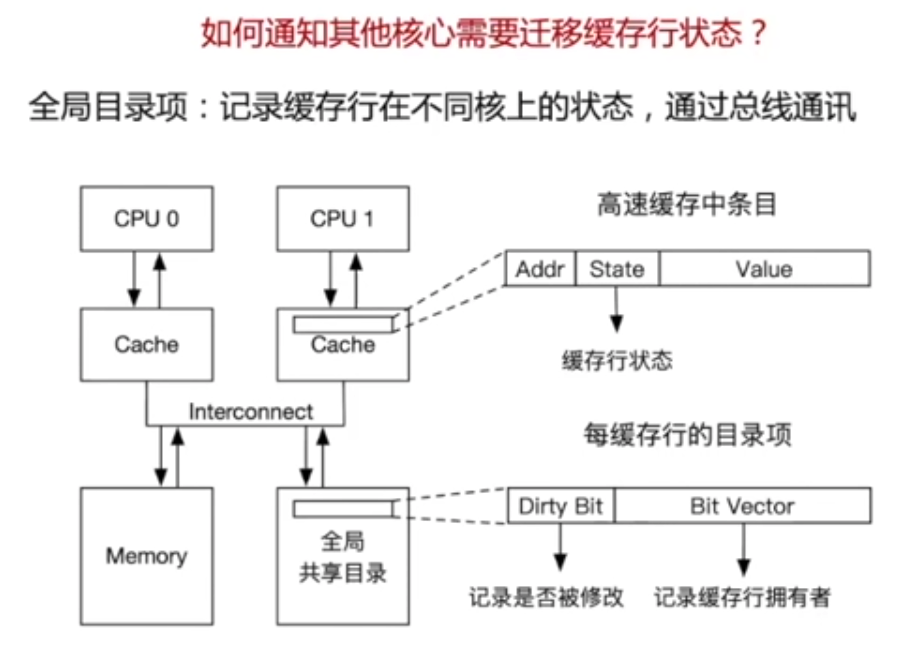 如何通知其他核心需要迁移缓存行状态？
全局目录项：记录缓存行在不同核上的状态，通过总线通讯
CPU 0
CPU 1
高速缓存中条目
Addr
State
Value
Cache
Cache
缓存行状态
Interconnect
每缓存行的目录项
Dirty Bit
Bit Vector
Memory
全局
共享目录
记录是否被修改
记录缓存行拥有者